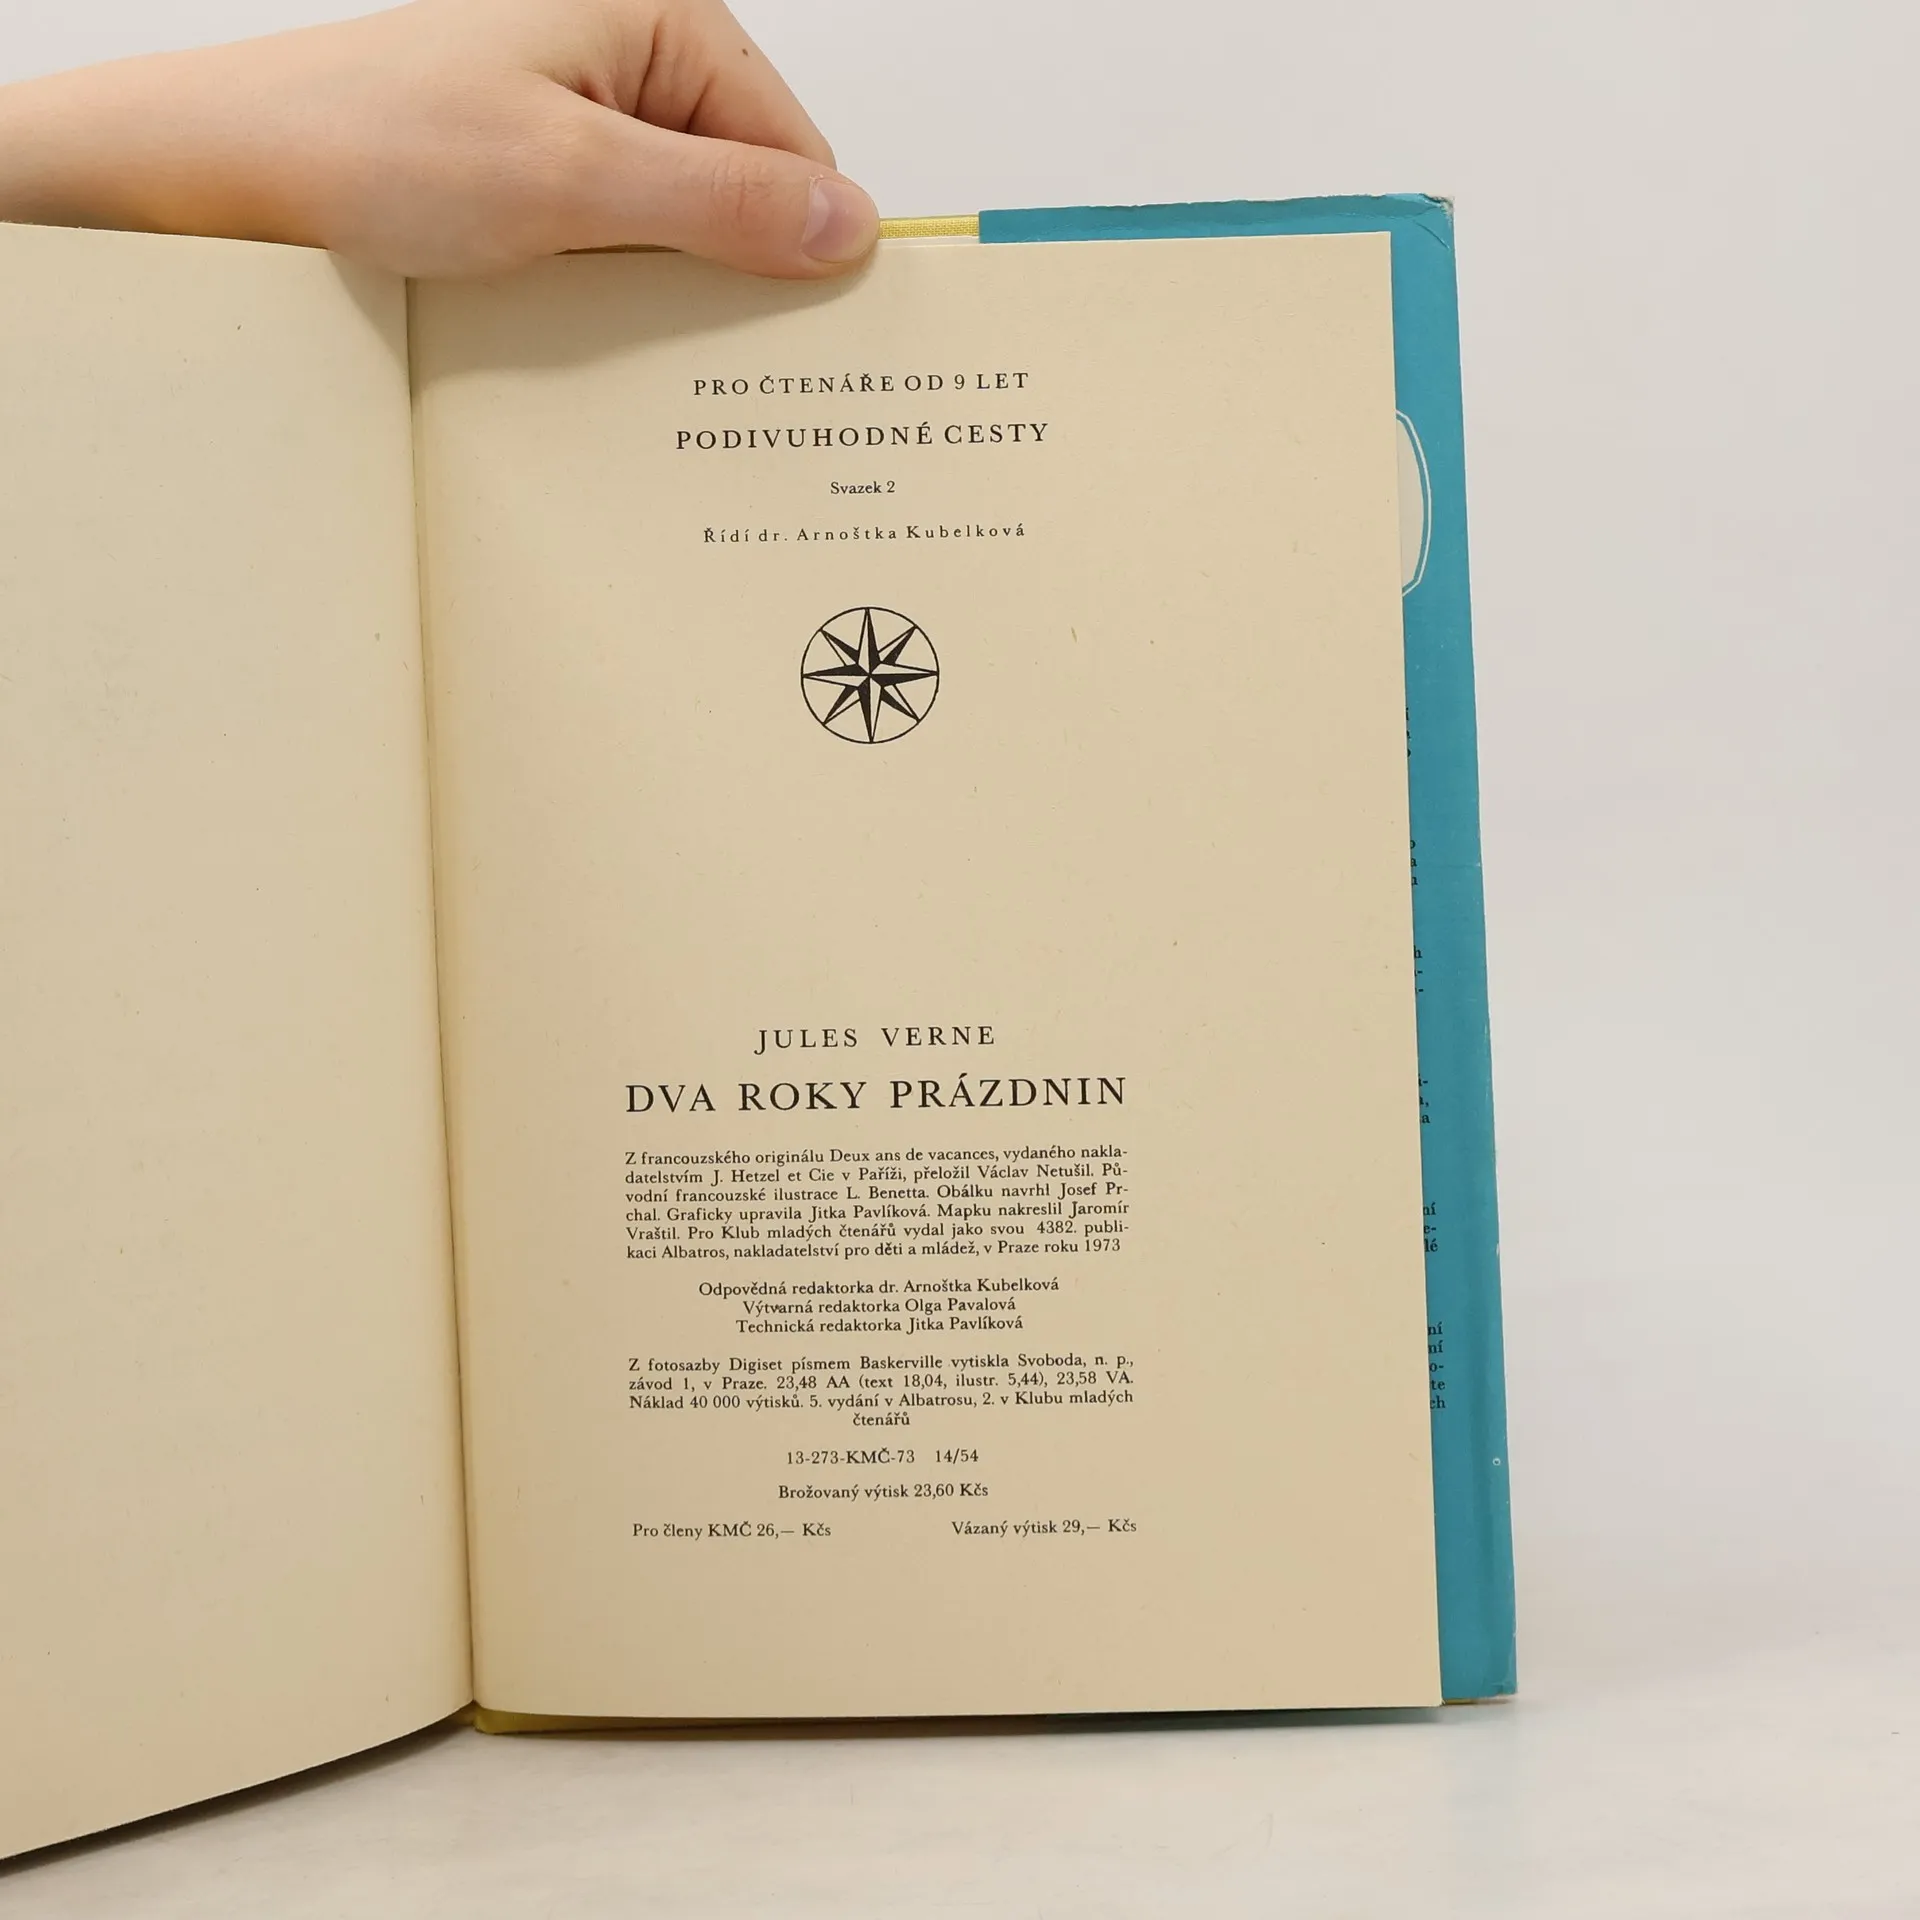 PRO ČTENÁŘE OD 9 LET
PODIVUHODNÉ CESTY
Svazek 2
Řídí dr. Arnoštka Kubelková
JULES VERNE
DVA ROKY PRÁZDNIN
Z francouzského originálu Deux ans de vacances, vydaného nakla-
datelstvím J. Hetzel et Cie v Paříži, přeložil Václav Netušil. Pů-
vodní francouzské ilustrace L. Benetta. Obálku navrhl Josef Pr-
chal. Graficky upravila Jitka Pavlíková. Mapku nakreslil Jaromír
Vraštil. Pro Klub mladých čtenářů vydal jako svou 4382. publi-
kaci Albatros, nakladatelství pro děti a mládež, v Praze roku 1973
Odpovědná redaktorka dr. Arnoštka Kubelková
Výtvarná redaktorka Olga Pavalová
Technická redaktorka Jitka Pavlíková
Z fotosazby Digiset písmem Baskerville vytiskla Svoboda, n. p.,
závod 1, v Praze. 23,48 AA (text 18,04, ilustr. 5,44), 23,58 VA.
Náklad 40 000 výtisků. 5. vydání v Albatrosu, 2. v Klubu mladých
čtenářů
13-273-KMČ-73 14/54
Brožovaný výtisk 23,60 Kčs
Pro členy KMČ 26,— Kčs Vázaný výtisk 29,— Kčs